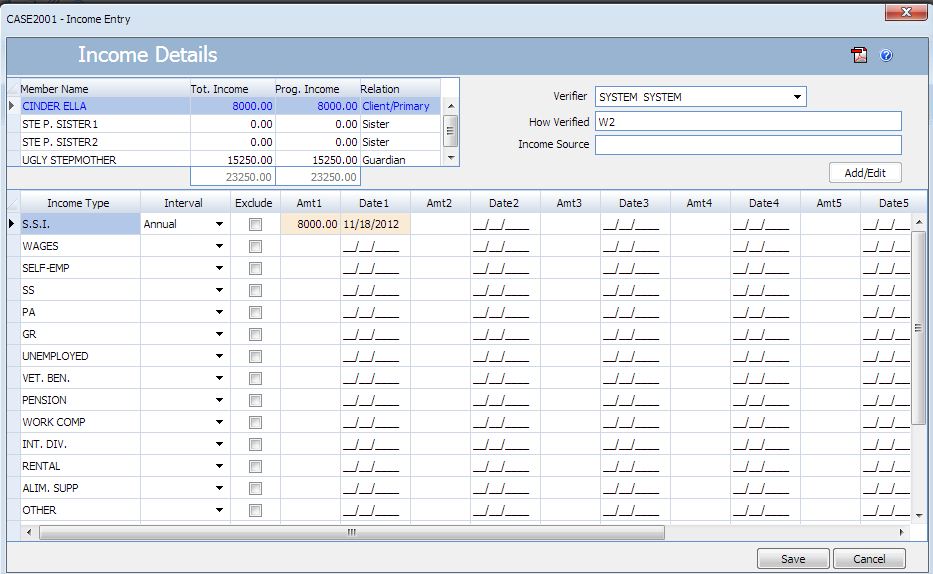 CASE2001 - Income Entry
Income Details
Member Name Tot. Income Prog. Income Relation
CINDER ELLA 8000.00 8000.00 Client/Primary
STE P. SISTER1 0.00 0.00 Sister
STE P. SISTER2 0.00 0.00 Sister
UGLY STEPMOTHER 15250.00 15250.00 Guardian
23250.00 23250.00
Verifier SYSTEM SYSTEM
How Verified W2
Income Source
Add/Edit
Income Type Interval Exclude Amt1 Date1 Amt2 Date2 Amt3 Date3 Amt4 Date4 Amt5 Date5
S.S.I. Annual 8000.00 11/18/2012 __/__/____ __/__/____ __/__/____ __/__/____
WAGES __/__/____ __/__/____ __/__/____ __/__/____ __/__/____
SELF-EMP __/__/____ __/__/____ __/__/____ __/__/____ __/__/____
SS __/__/____ __/__/____ __/__/____ __/__/____ __/__/____
PA __/__/____ __/__/____ __/__/____ __/__/____ __/__/____
GR __/__/____ __/__/____ __/__/____ __/__/____ __/__/____
UNEMPLOYED __/__/____ __/__/____ __/__/____ __/__/____ __/__/____
VET. BEN. __/__/____ __/__/____ __/__/____ __/__/____ __/__/____
PENSION __/__/____ __/__/____ __/__/____ __/__/____ __/__/____
WORK COMP __/__/____ __/__/____ __/__/____ __/__/____ __/__/____
INT. DIV. __/__/____ __/__/____ __/__/____ __/__/____ __/__/____
RENTAL __/__/____ __/__/____ __/__/____ __/__/____ __/__/____
ALIM. SUPP __/__/____ __/__/____ __/__/____ __/__/____ __/__/____
OTHER __/__/____ __/__/____ __/__/____ __/__/____ __/__/____
Save Cancel